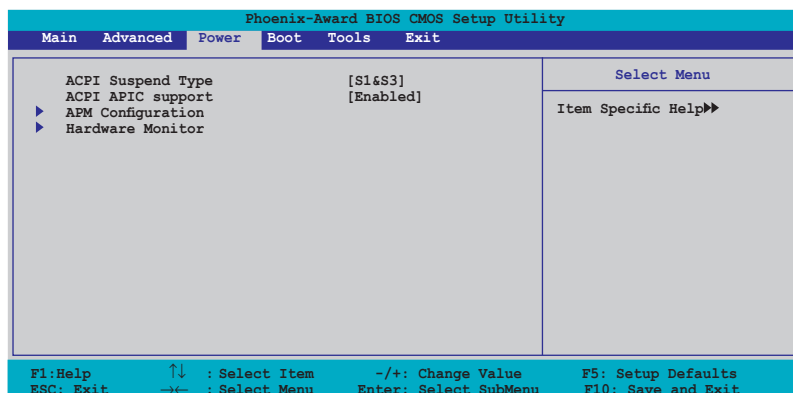 Phoenix-Award BIOS CMOS Setup Utility
Main Advanced Power Boot Tools Exit
Select Menu
ACPI Suspend Type [S1&S3]
ACPI APIC support [Enabled]
APM Configuration
Hardware Monitor
Item Specific Help
F1:Help ↑↓ : Select Item -/+: Change Value F5: Setup Defaults
ESC: Exit →← : Select Menu Enter: Select SubMenu F10: Save and Exit